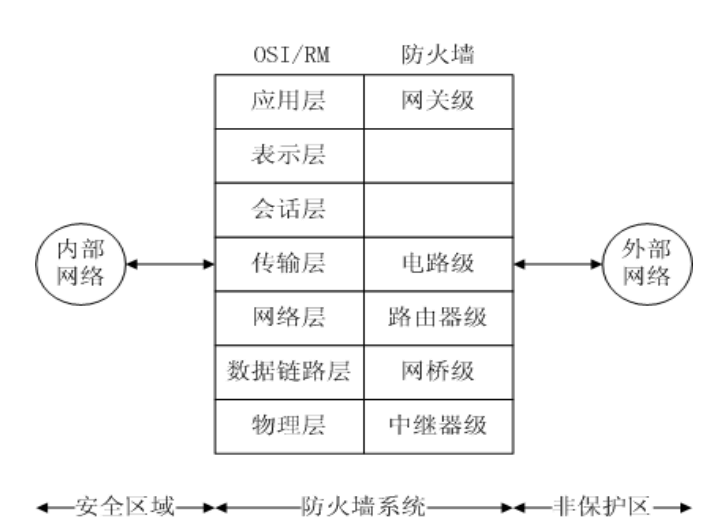 OSI/RM 防火墙
应用层 网关级
表示层
会话层
内部
网络
传输层 电路级
外部
网络
网络层 路由器级
数据链路层 网桥级
物理层 中继器级
安全区域 防火墙系统 非保护区